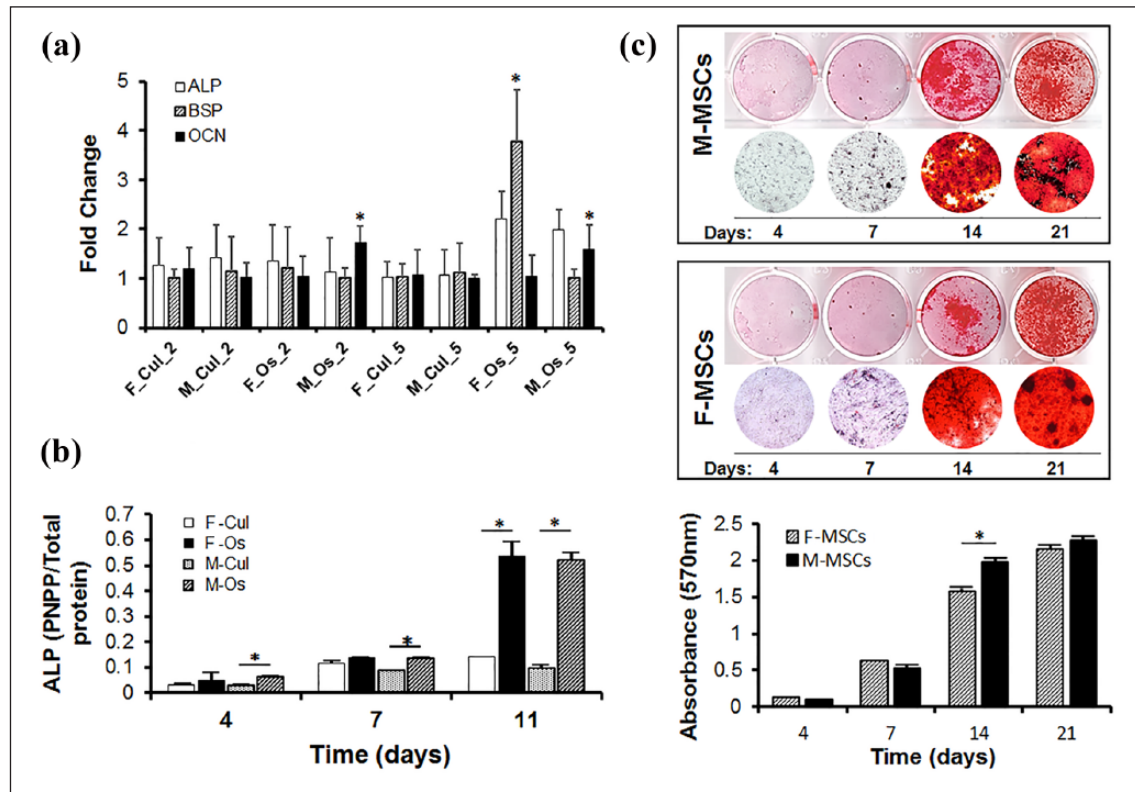 (a)
5
4
3
2
1
0
Fold Change
ALP
BSP
OCN
*
*
*
F_Cul_2
M_Cul_2
F_Os_2
M_Os_2
F_Cul_5
M_Cul_5
F_Os_5
M_Os_5
(b)
0.7
0.6
0.5
0.4
0.3
0.2
0.1
0
ALP (PNPP/Total
protein)
F-Cul
F-Os
M-Cul
M-Os
*
*
*
*
4 7 11
Time (days)
(c)
M-MSCs
Days: 4 7 14 21
F-MSCs
Days: 4 7 14 21
2.5
2
1.5
1
0.5
0
Absorbance (570nm)
F-MSCs
M-MSCs
*
4 7 14 21
Time (days)